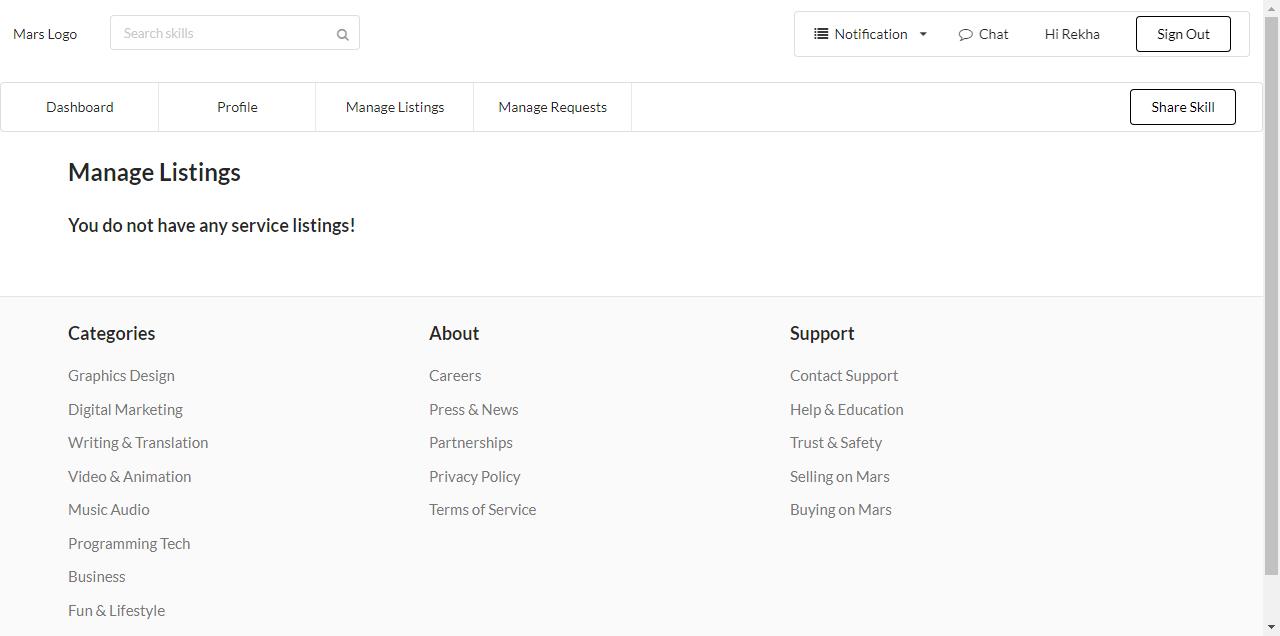 Mars Logo Search skills Notification Chat Hi Rekha Sign Out
Dashboard Profile Manage Listings Manage Requests Share Skill
Manage Listings
You do not have any service listings!
Categories About Support
Graphics Design Careers Contact Support
Digital Marketing Press & News Help & Education
Writing & Translation Partnerships Trust & Safety
Video & Animation Privacy Policy Selling on Mars
Music Audio Terms of Service Buying on Mars
Programming Tech
Business
Fun & Lifestyle